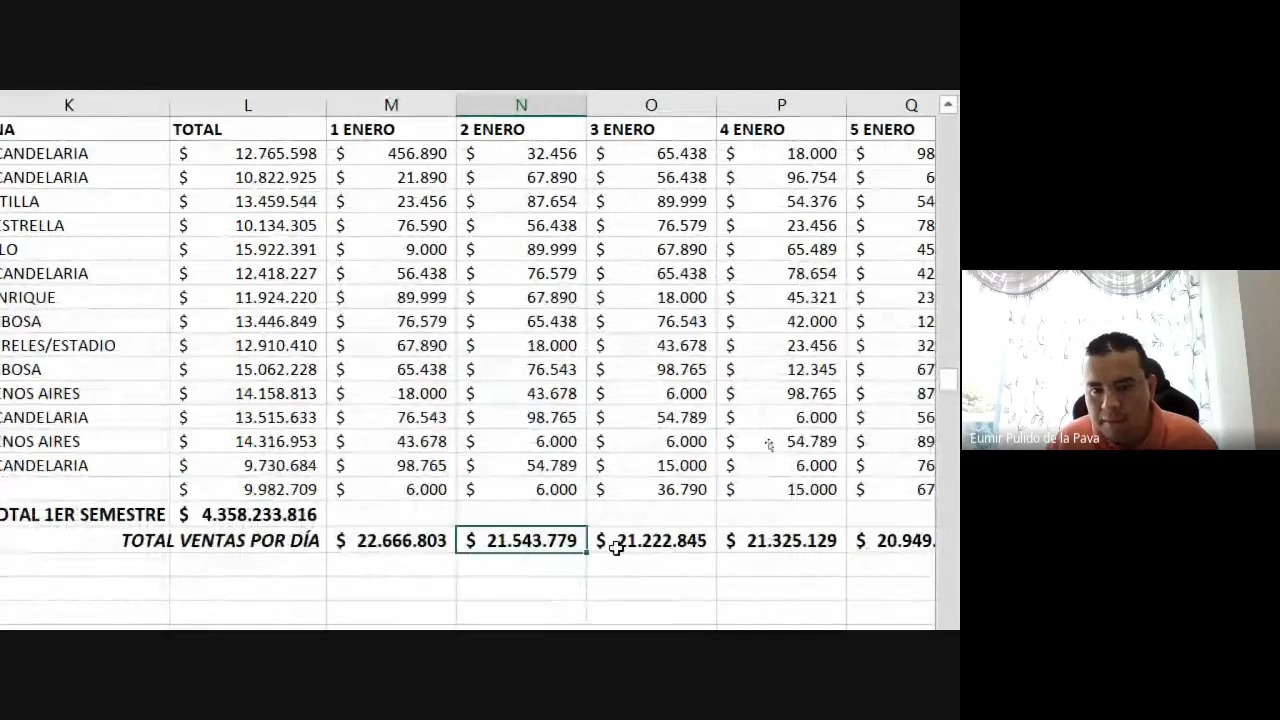 K L M N O P Q
NA TOTAL 1 ENERO 2 ENERO 3 ENERO 4 ENERO 5 ENERO
CANDELARIA $ 12.765.598 $ 456.890 $ 32.456 $ 65.438 $ 18.000 $ 98
CANDELARIA $ 10.822.925 $ 21.890 $ 67.890 $ 56.438 $ 96.754 $ 6
TILLA $ 13.459.544 $ 23.456 $ 87.654 $ 89.999 $ 54.376 $ 54
ESTRELLA $ 10.134.305 $ 76.590 $ 56.438 $ 76.579 $ 23.456 $ 78
LO $ 15.922.391 $ 9.000 $ 89.999 $ 67.890 $ 65.489 $ 45
CANDELARIA $ 12.418.227 $ 56.438 $ 76.579 $ 65.438 $ 78.654 $ 42
NRIQUE $ 11.924.220 $ 89.999 $ 67.890 $ 18.000 $ 45.321 $ 23
BOSA $ 13.446.849 $ 76.579 $ 65.438 $ 76.543 $ 42.000 $ 12
RELES/ESTADIO $ 12.910.410 $ 67.890 $ 18.000 $ 43.678 $ 23.456 $ 32
BOSA $ 15.062.228 $ 65.438 $ 76.543 $ 98.765 $ 12.345 $ 67
NOS AIRES $ 14.158.813 $ 18.000 $ 43.678 $ 6.000 $ 98.765 $ 87
CANDELARIA $ 13.515.633 $ 76.543 $ 98.765 $ 54.789 $ 6.000 $ 56
NOS AIRES $ 14.316.953 $ 43.678 $ 6.000 $ 6.000 $ 54.789 $ 89
CANDELARIA $ 9.730.684 $ 98.765 $ 54.789 $ 15.000 $ 6.000 $ 76
$ 9.982.709 $ 6.000 $ 6.000 $ 36.790 $ 15.000 $ 67
OTAL 1ER SEMESTRE $ 4.358.233.816
TOTAL VENTAS POR DÍA $ 22.666.803 $ 21.543.779 $ 21.222.845 $ 21.325.129 $ 20.949.
Eumir Pulido de la Pava